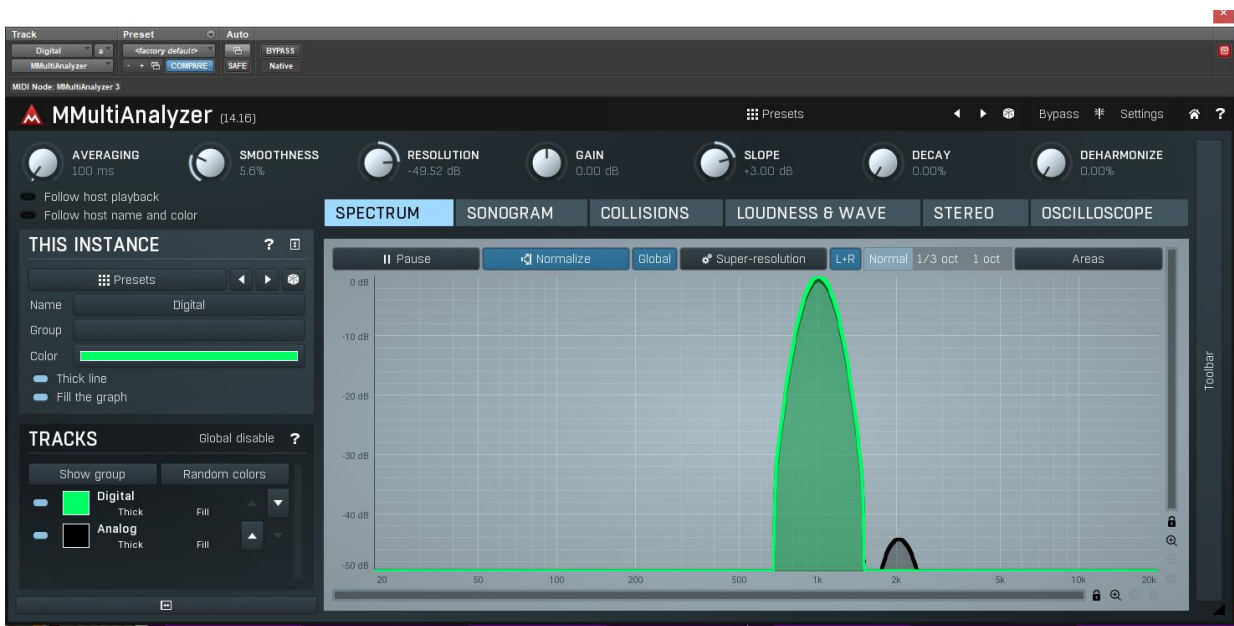 Track Preset Auto
Digital a <factory default> BYPASS
MMultiAnalyzer - + COMPARE SAFE Native
MIDI Node: MMultiAnalyzer 3
MMultiAnalyzer (14.16) Presets Bypass Settings ?
AVERAGING SMOOTHNESS RESOLUTION GAIN SLOPE DECAY DEHARMONIZE
100 ms 5.6% -49.52 dB 0.00 dB +3.00 dB 0.00% 0.00%
Follow host playback
Follow host name and color
SPECTRUM SONOGRAM COLLISIONS LOUDNESS & WAVE STEREO OSCILLOSCOPE
THIS INSTANCE ?
Pause Normalize Global Super-resolution L+R Normal 1/3 oct 1 oct Areas
Presets
Name Digital
Group
Color
Thick line
Fill the graph
TRACKS Global disable ?
Show group Random colors
Digital
Thick Fill
Analog
Thick Fill
0 dB
-10 dB
-20 dB
-30 dB
-40 dB
-50 dB
20 50 100 200 500 1k 2k 5k 10k 20k
Toolbar